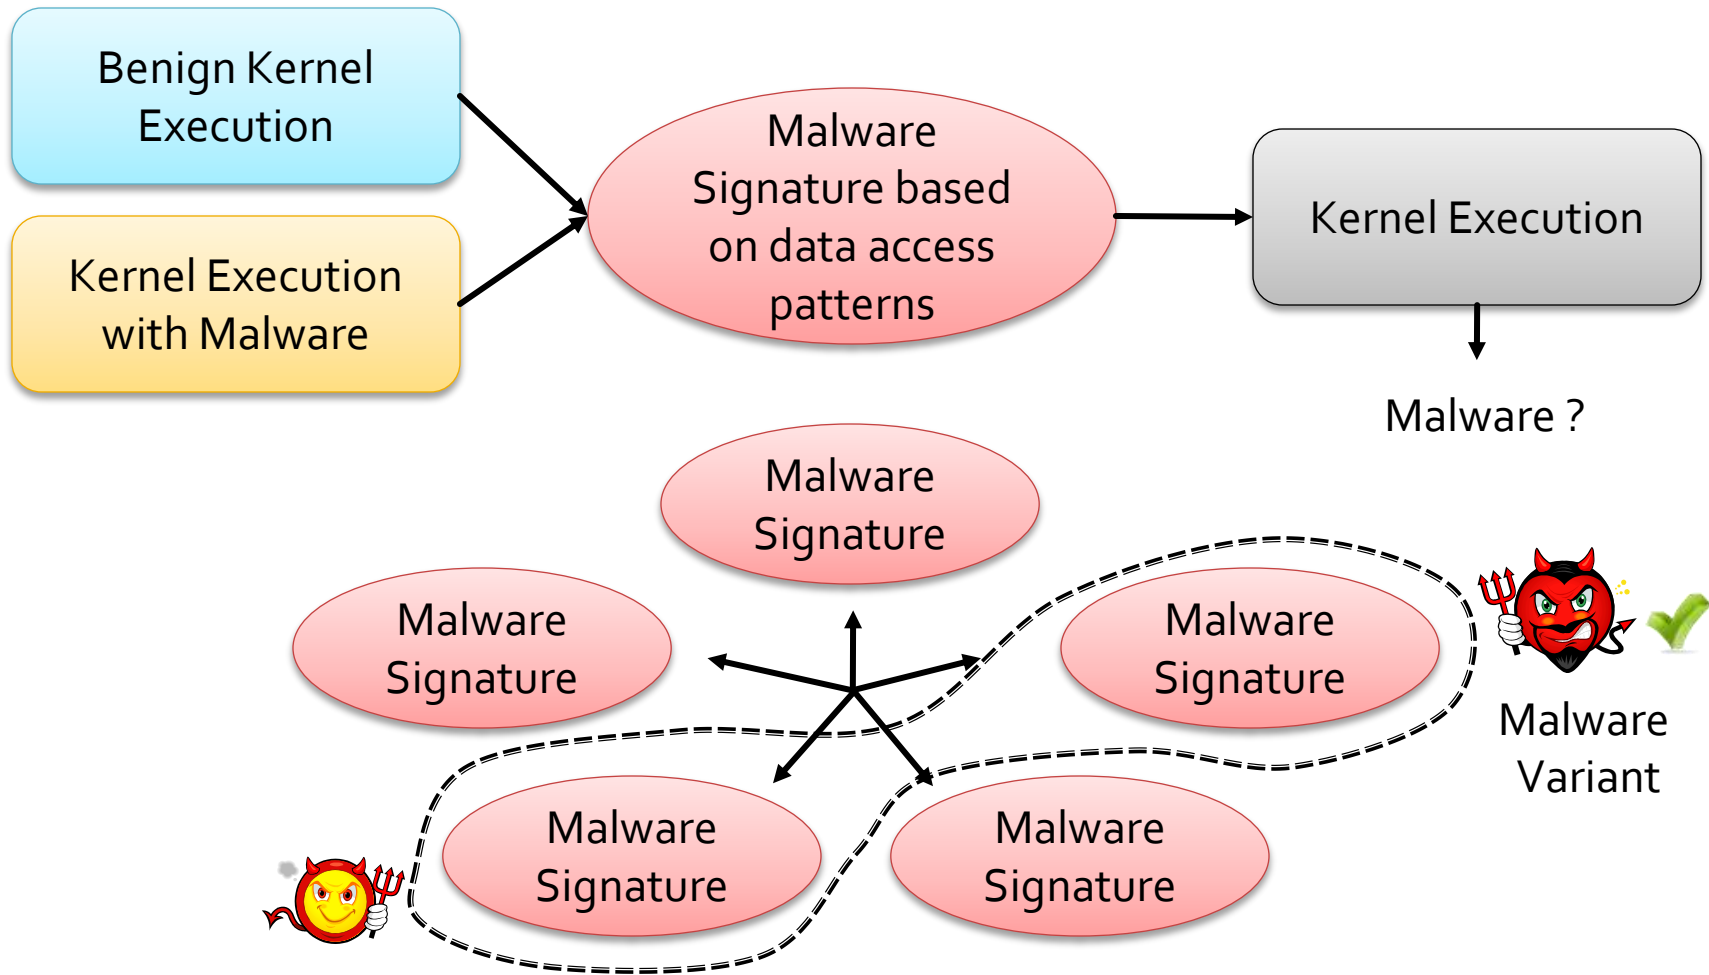 Benign Kernel
Execution
Kernel Execution
with Malware
Malware
Signature based
on data access
patterns
Kernel Execution
Malware ?
Malware
Signature
Malware
Signature
Malware
Signature
Malware
Variant
Malware
Signature
Malware
Signature